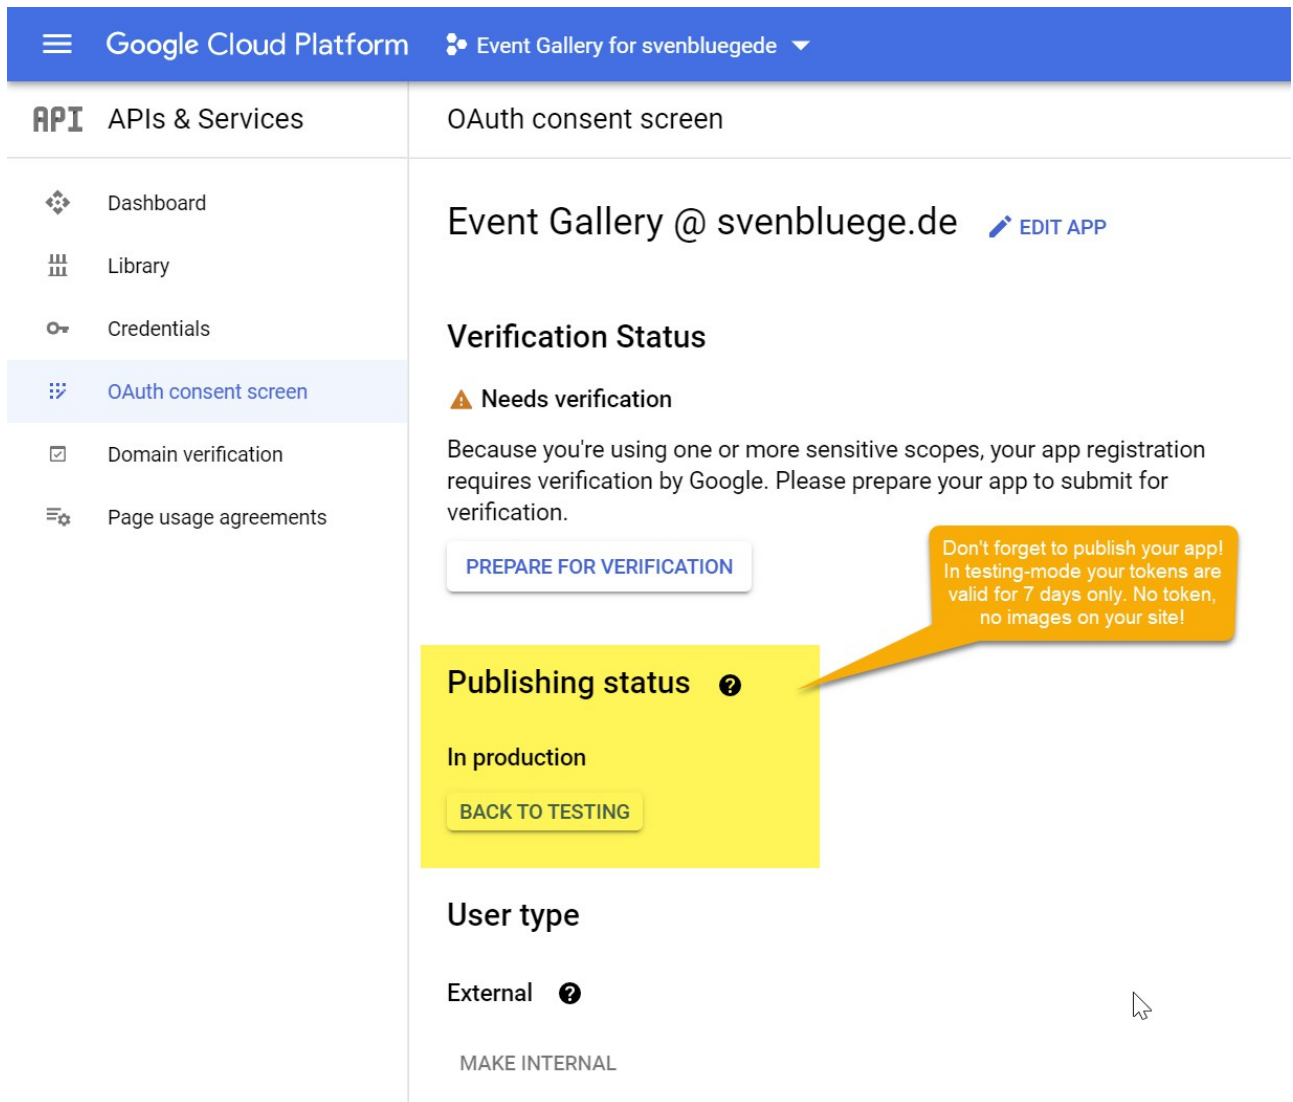 Google Cloud Platform
Event Gallery for svenbluegede
API APIs & Services
OAuth consent screen
Dashboard
Library
Credentials
OAuth consent screen
Domain verification
Page usage agreements
Event Gallery @ svenbluege.de
EDIT APP
Verification Status
Needs verification
Because you're using one or more sensitive scopes, your app registration
requires verification by Google. Please prepare your app to submit for
verification.
PREPARE FOR VERIFICATION
Don't forget to publish your app!
In testing-mode your tokens are
valid for 7 days only. No token,
no images on your site!
Publishing status ?
In production
BACK TO TESTING
User type
External ?
MAKE INTERNAL